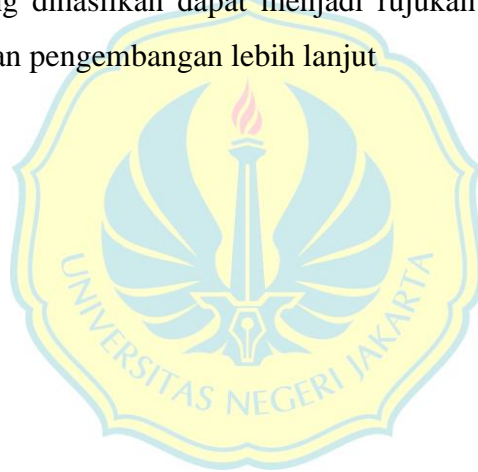 dihasilkan dapat menjadi rujukan
an pengembangan lebih lanjut
UNIVERSITAS NEGERI JAKARTA